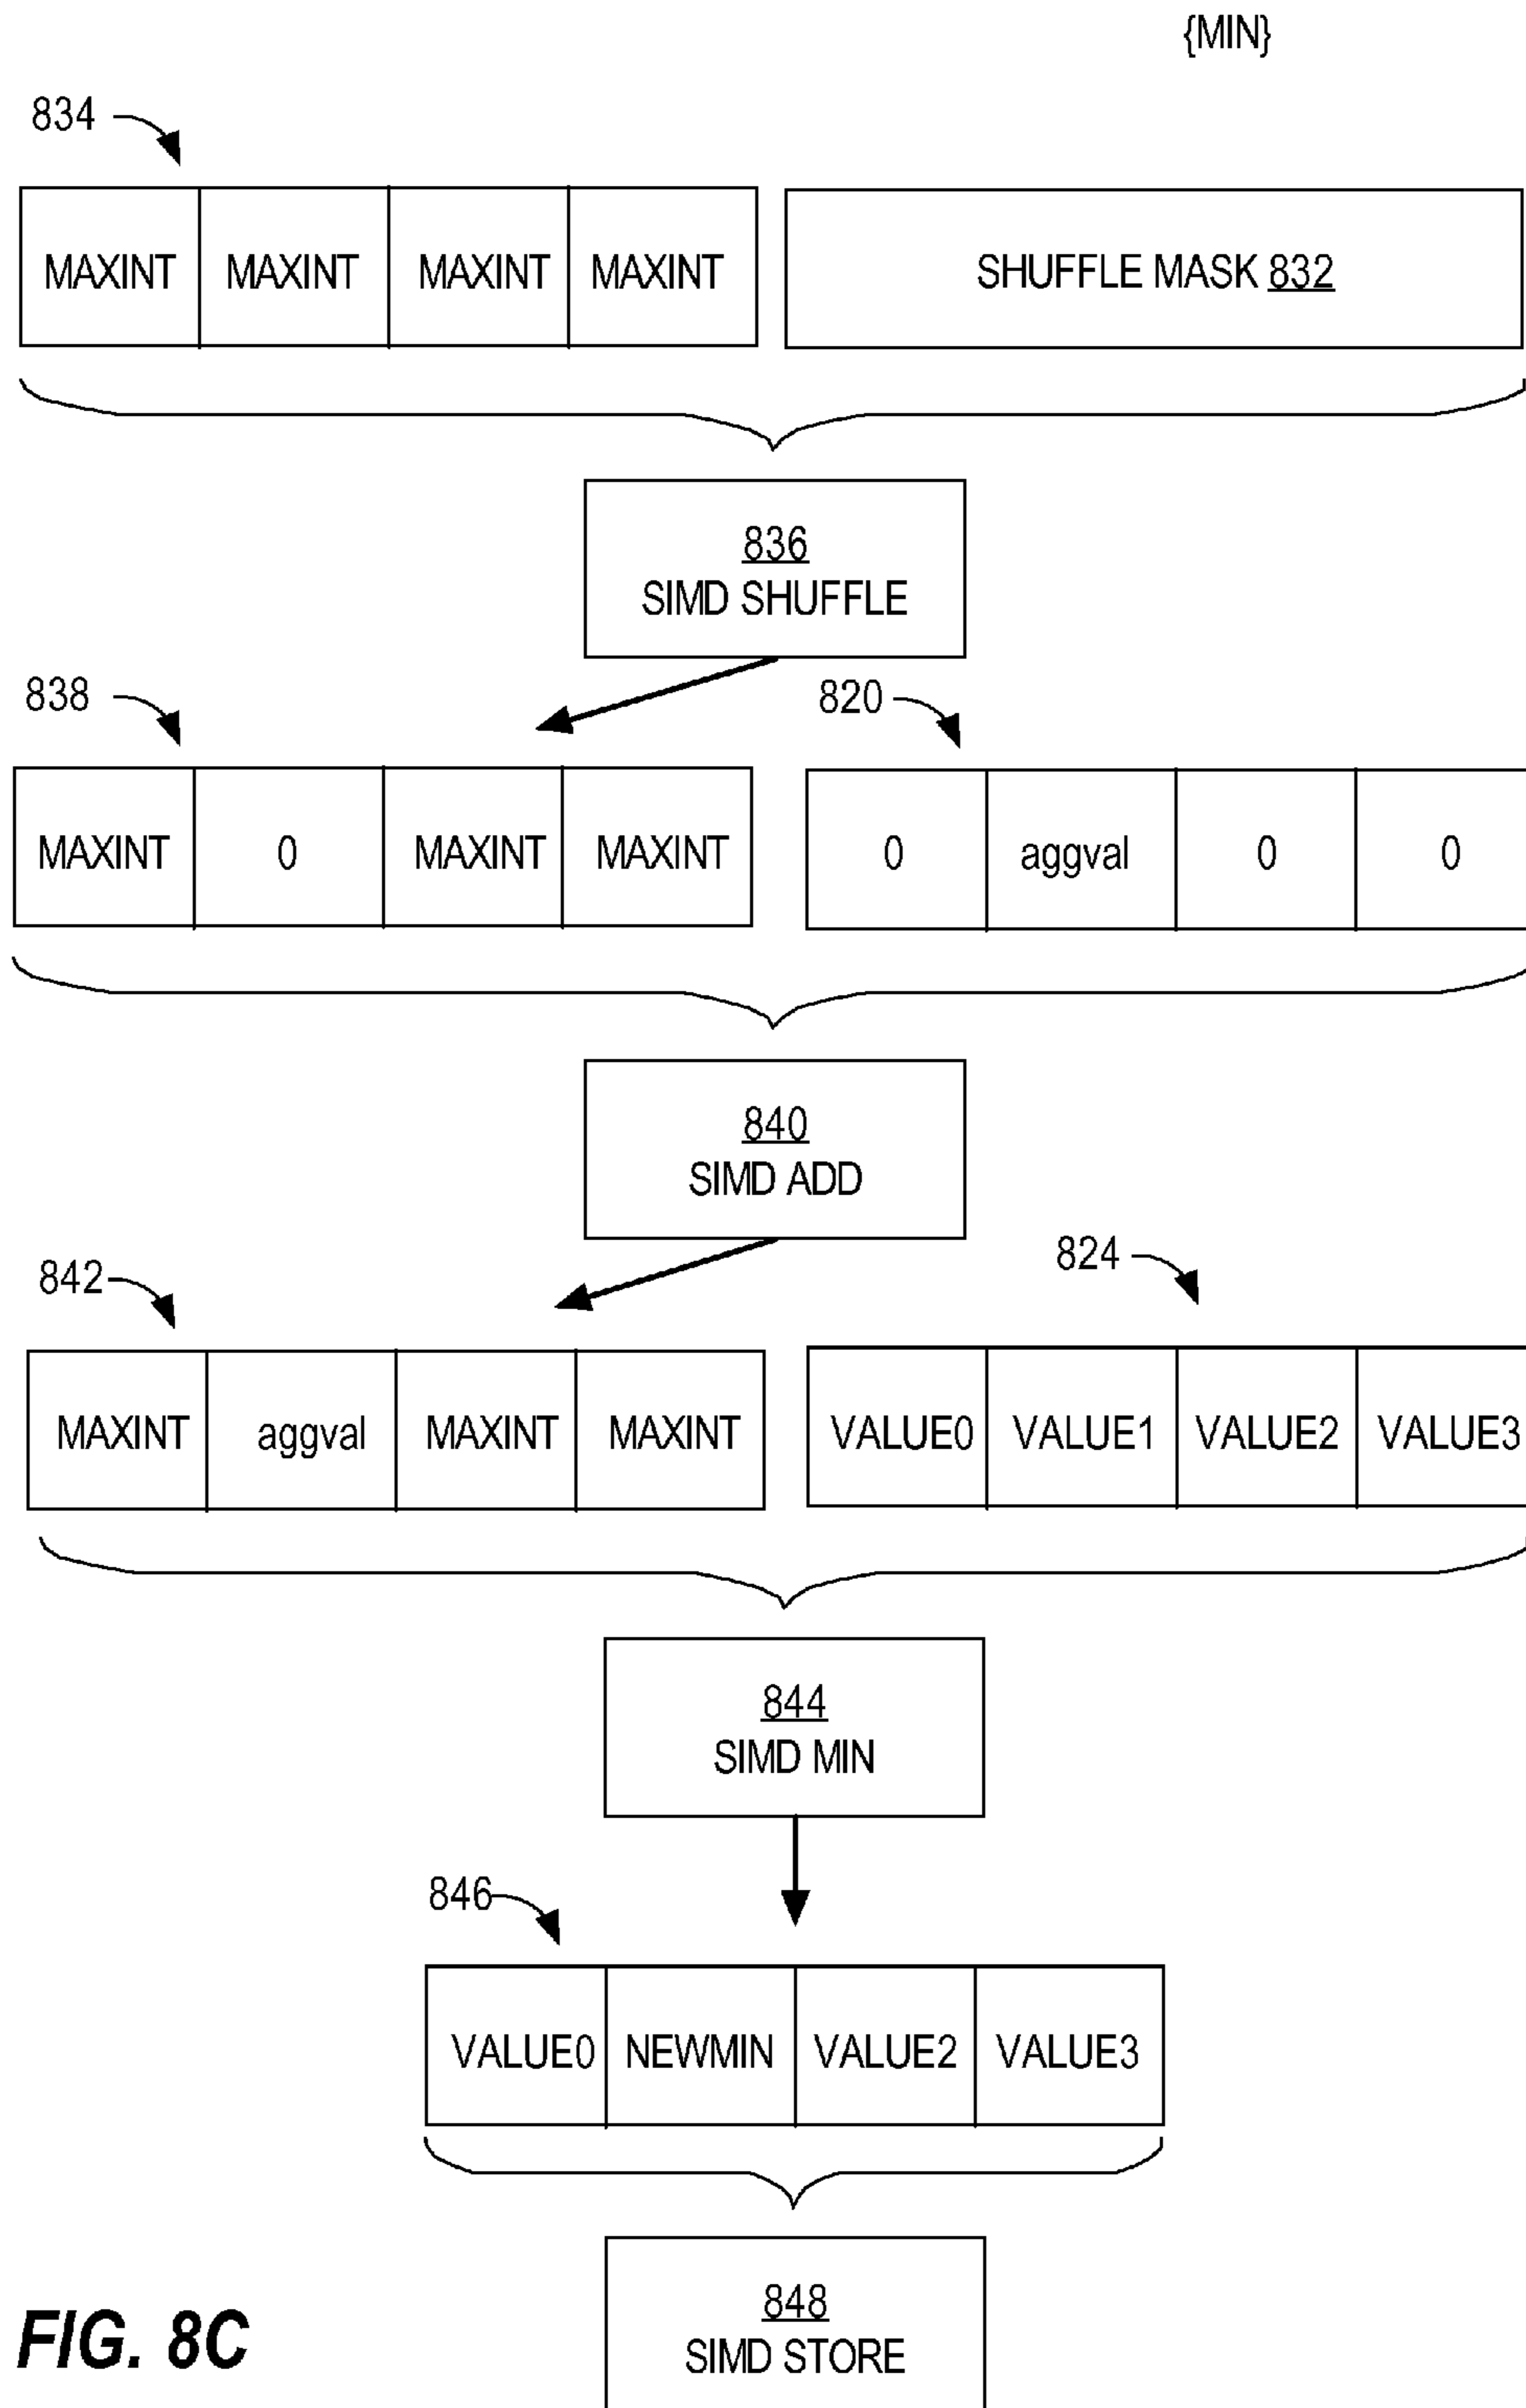 {MIN}
834
MAXINT MAXINT MAXINT MAXINT SHUFFLE MASK 832
836
SIMD SHUFFLE
838 820
MAXINT 0 MAXINT MAXINT 0 aggval 0 0
840
SIMD ADD
842 824
MAXINT aggval MAXINT MAXINT VALUE0 VALUE1 VALUE2 VALUE3
844
SIMD MIN
846
VALUE0 NEWMIN VALUE2 VALUE3
848
SIMD STORE
FIG. 8C